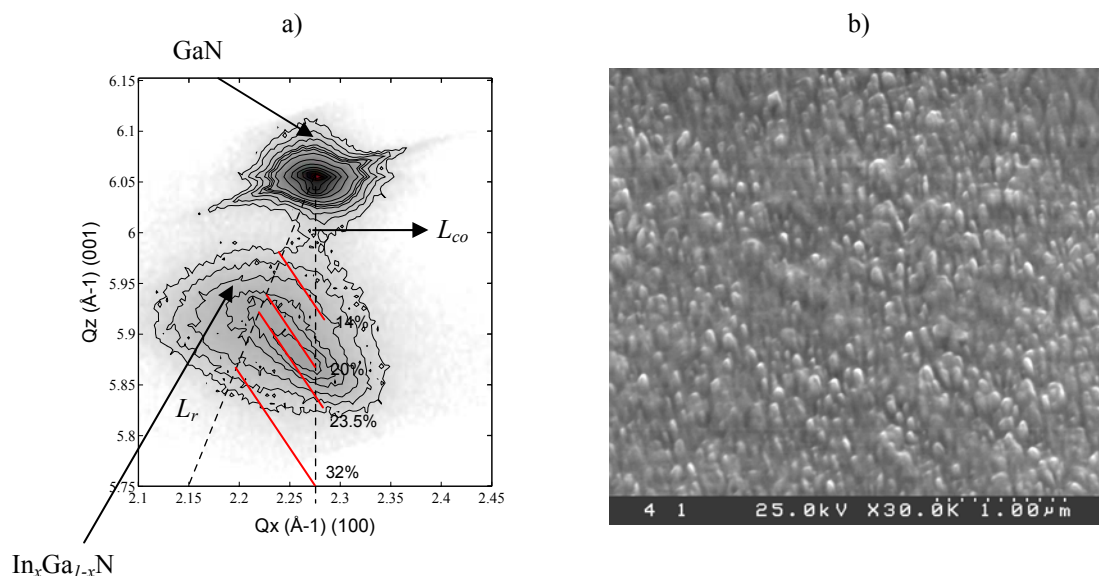 a)
b)
GaN
6.15
6.1
6.05
6
5.95
5.9
5.85
5.8
5.75
Qz (Å-1) (001)
L_co
14%
20%
23.5%
32%
L_r
2.1
2.2
2.25
2.3
2.35
2.4
2.45
Qx (Å-1) (100)
In_xGa_1-xN
4 1 25.0kV X30.0K 1.00μm